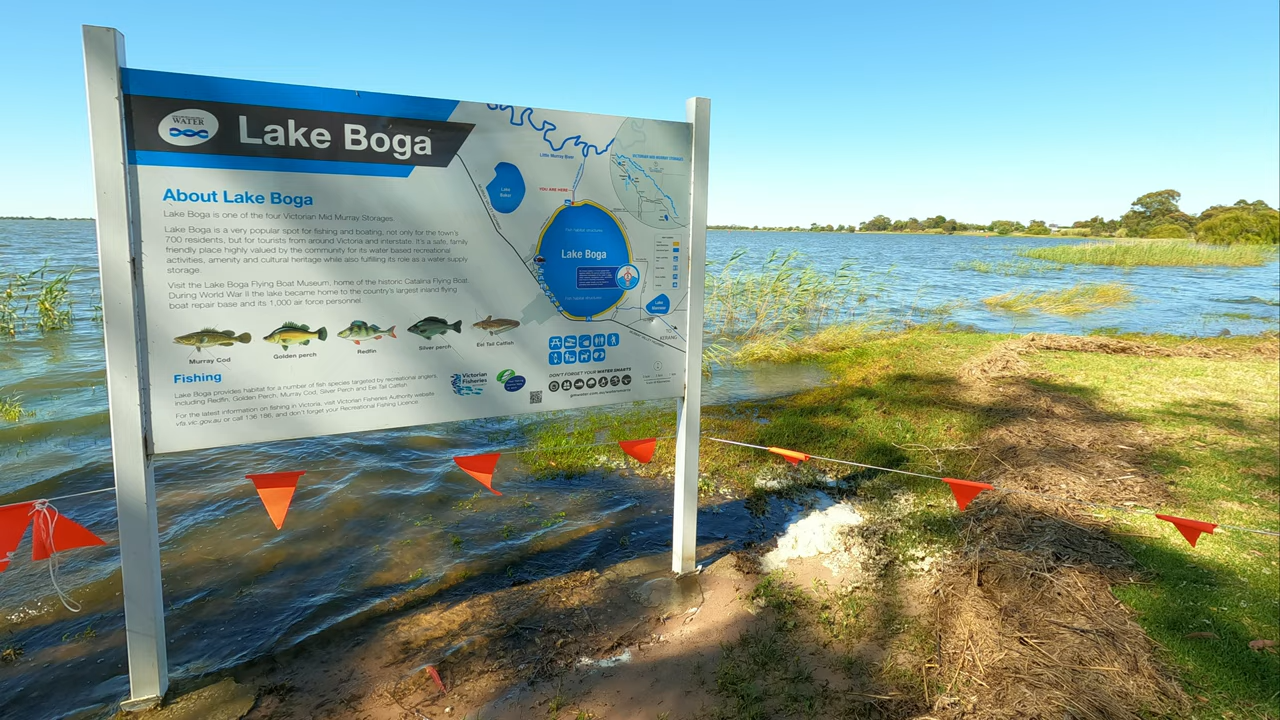 WATER
Lake Boga
About Lake Boga
Lake Boga is one of the four Victorian Mid Murray Storages.
Lake Boga is a very popular spot for fishing and boating, not only for the town's
700 residents, but for tourists from around Victoria and interstate. It's a safe, family
friendly place highly valued by the community for its water based recreational
activities, amenity and cultural heritage while also fulfilling its role as a water supply
storage.
Visit the Lake Boga Flying Boat Museum, home of the historic Catalina Flying Boat.
During World War II the lake became home to the country's largest inland flying
boat repair base and its 1,000 air force personnel.
Murray Cod
Golden perch
Redfin
Silver perch
Eel Tail Catfish
Fishing
Lake Boga provides habitat for a number of fish species targeted by recreational anglers
including Redfin, Golden Perch, Murray Cod, Silver Perch and Eel Tail Catfish.
For the latest information on fishing in Victoria, visit Victorian Fisheries Authority website
vfa.vic.gov.au or call 136 186, and don't forget your Recreational Fishing Licence.
Little Murray River
YOU ARE HERE
Lake Boga
KERANG
Victorian
Fisheries
DON'T FORGET YOUR WATER SMARTS